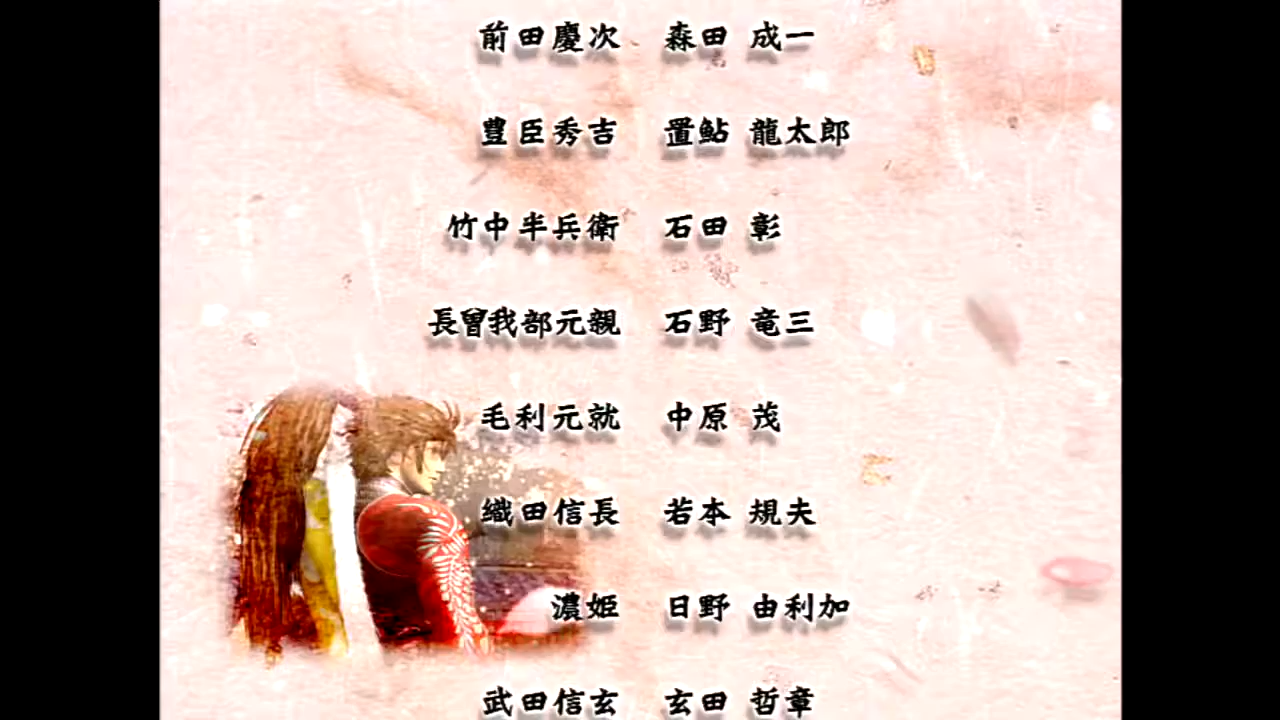 前田慶次 森田 成一
豊臣秀吉 置鮎 龍太郎
竹中半兵衛 石田 彰
長曾我部元親 石野 竜三
毛利元就 中原 茂
織田信長 若本 規夫
濃姫 日野 由利加
武田信玄 玄田 哲章